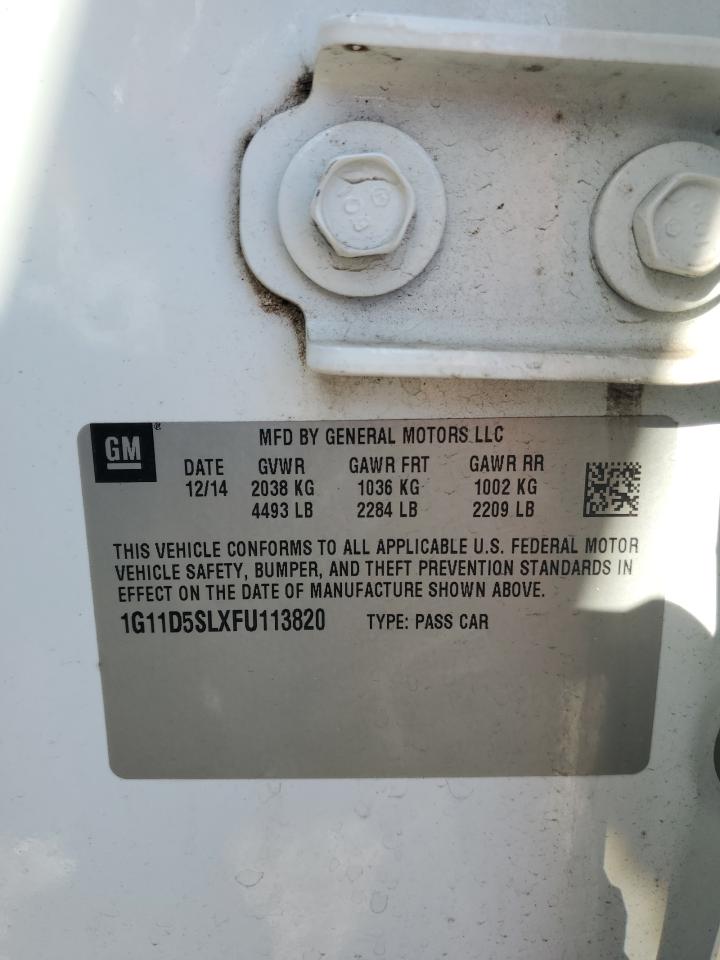 GM®
MFD BY GENERAL MOTORS LLC
DATE GVWR GAWR FRT GAWR RR
12/14 2038 KG 1036 KG 1002 KG
4493 LB 2284 LB 2209 LB
THIS VEHICLE CONFORMS TO ALL APPLICABLE U.S. FEDERAL MOTOR
VEHICLE SAFETY, BUMPER, AND THEFT PREVENTION STANDARDS IN
EFFECT ON THE DATE OF MANUFACTURE SHOWN ABOVE.
1G11D5SLXFU113820 TYPE: PASS CAR